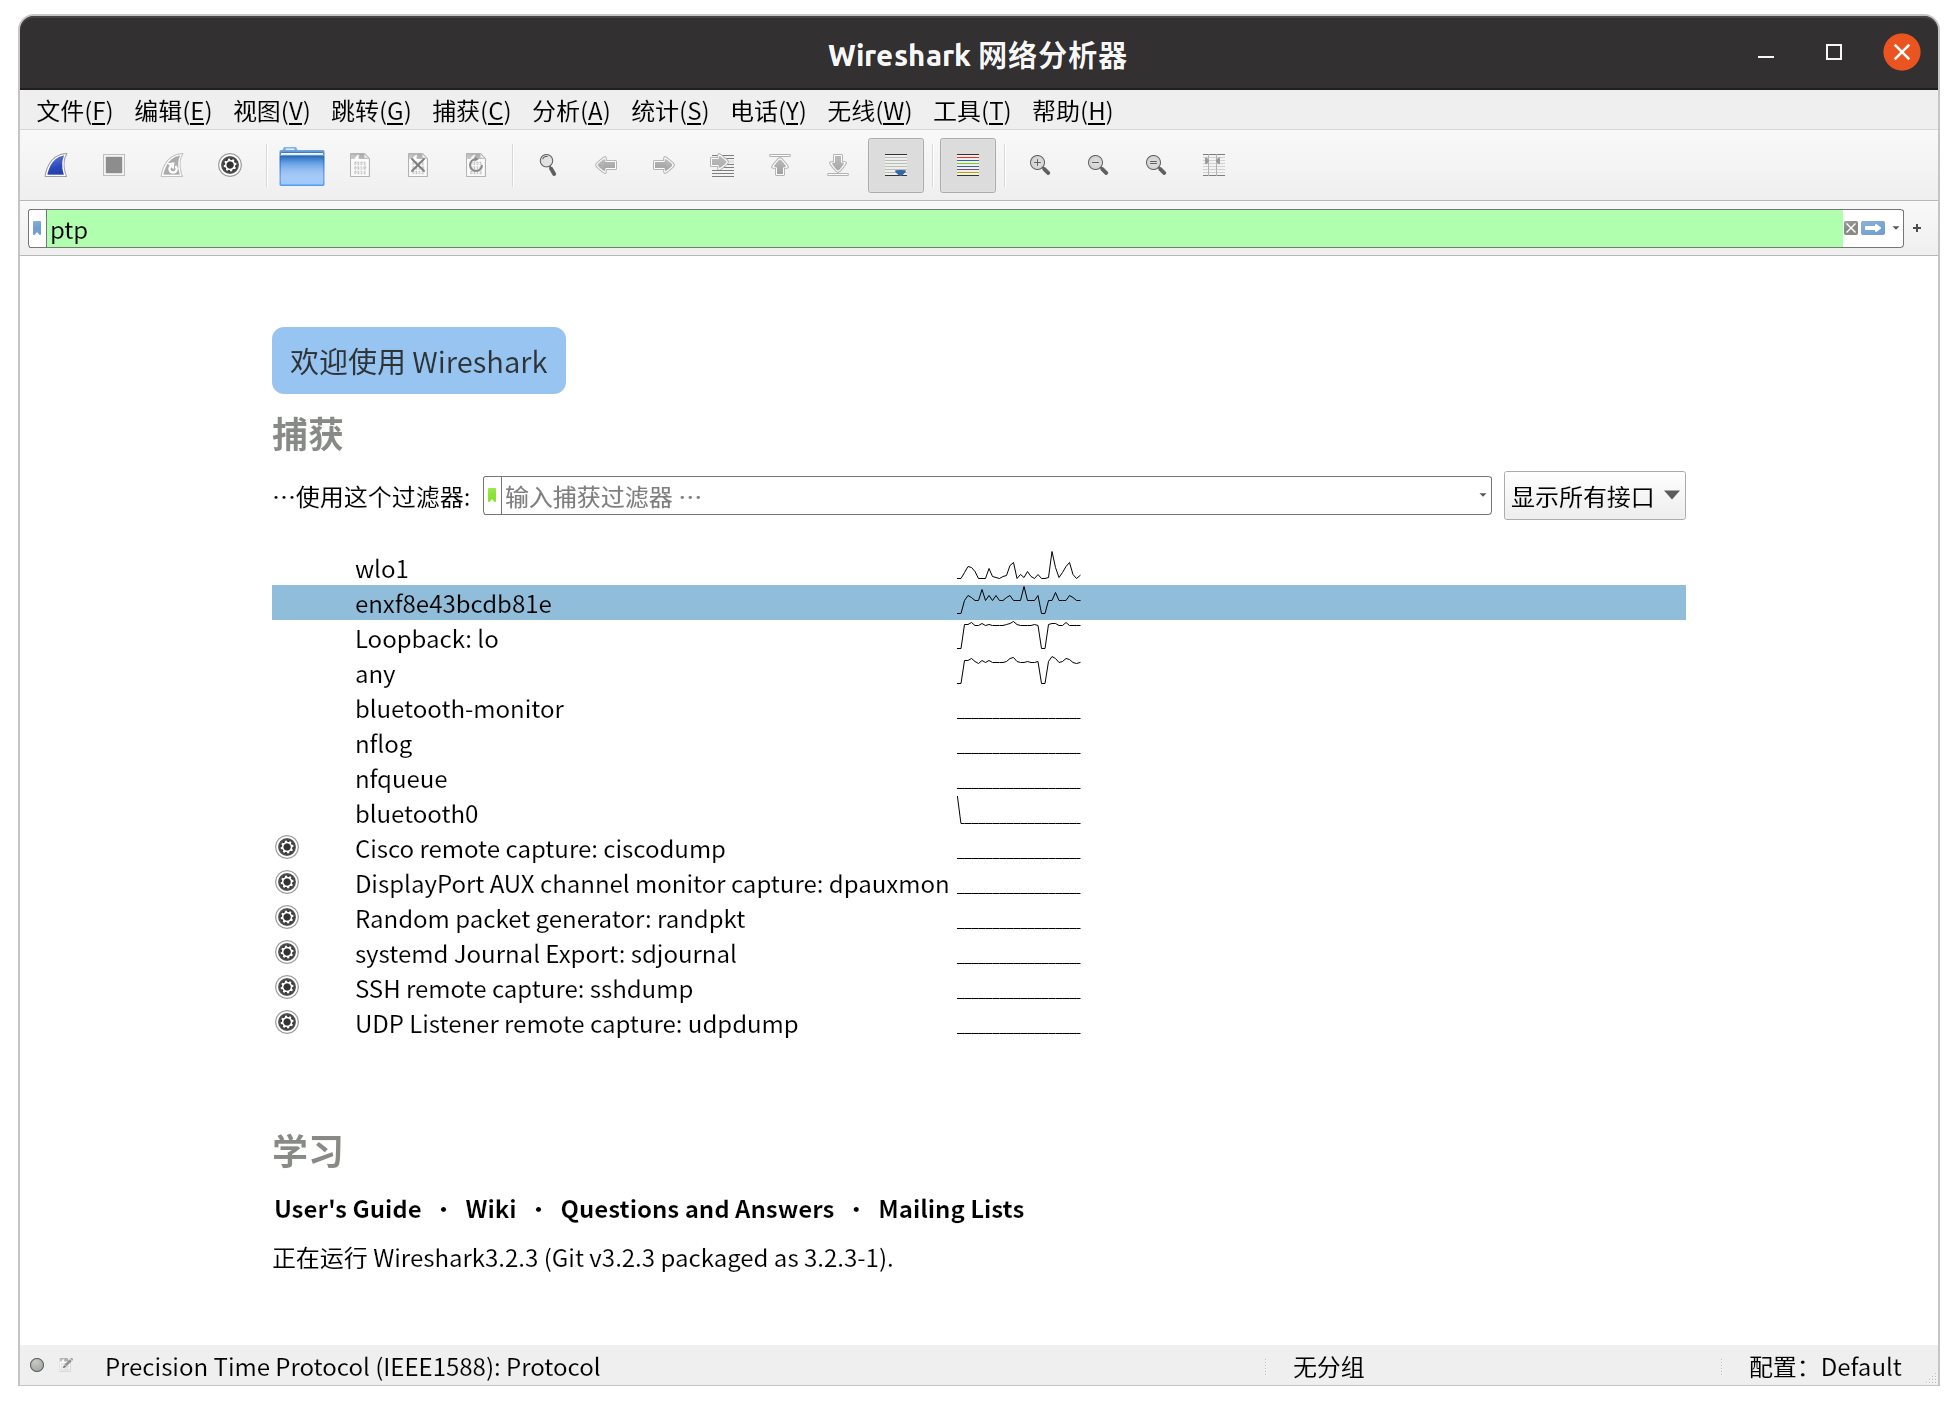 Wireshark 网络分析器
文件(F) 编辑(E) 视图(V) 跳转(G) 捕获(C) 分析(A) 统计(S) 电话(Y) 无线(W) 工具(T) 帮助(H)
ptp
+
欢迎使用 Wireshark
捕获
…使用这个过滤器: 输入捕获过滤器 … 显示所有接口
wlo1
enxf8e43bcdb81e
Loopback: lo
any
bluetooth-monitor
nflog
nfqueue
bluetooth0
Cisco remote capture: ciscodump
DisplayPort AUX channel monitor capture: dpauxmon
Random packet generator: randpkt
systemd Journal Export: sdjournal
SSH remote capture: sshdump
UDP Listener remote capture: udpdump
学习
User's Guide · Wiki · Questions and Answers · Mailing Lists
正在运行 Wireshark3.2.3 (Git v3.2.3 packaged as 3.2.3-1).
Precision Time Protocol (IEEE1588): Protocol 无分组 配置：Default